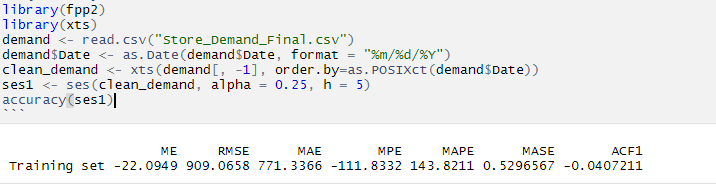 library(fpp2)
library(xts)
demand <- read.csv("Store_Demand_Final.csv")
demand$Date <- as.Date(demand$Date, format = "%m/%d/%Y")
clean_demand <- xts(demand[, -1], order.by=as.POSIXct(demand$Date))
ses1 <- ses(clean_demand, alpha = 0.25, h = 5)
accuracy(ses1)
```
ME RMSE MAE MPE MAPE MASE ACF1
Training set -22.0949 909.0658 771.3366 -111.8332 143.8211 0.5296567 -0.0407211